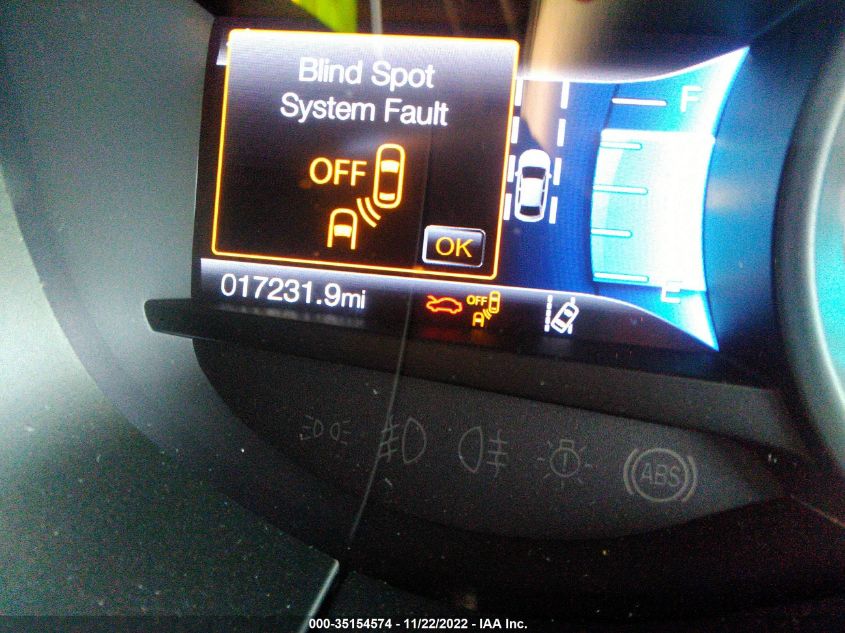 Blind Spot
System Fault
OFF
OK
F
E
017231.9mi
OFF
ABS
000-35154574 - 11/22/2022 - IAA Inc.